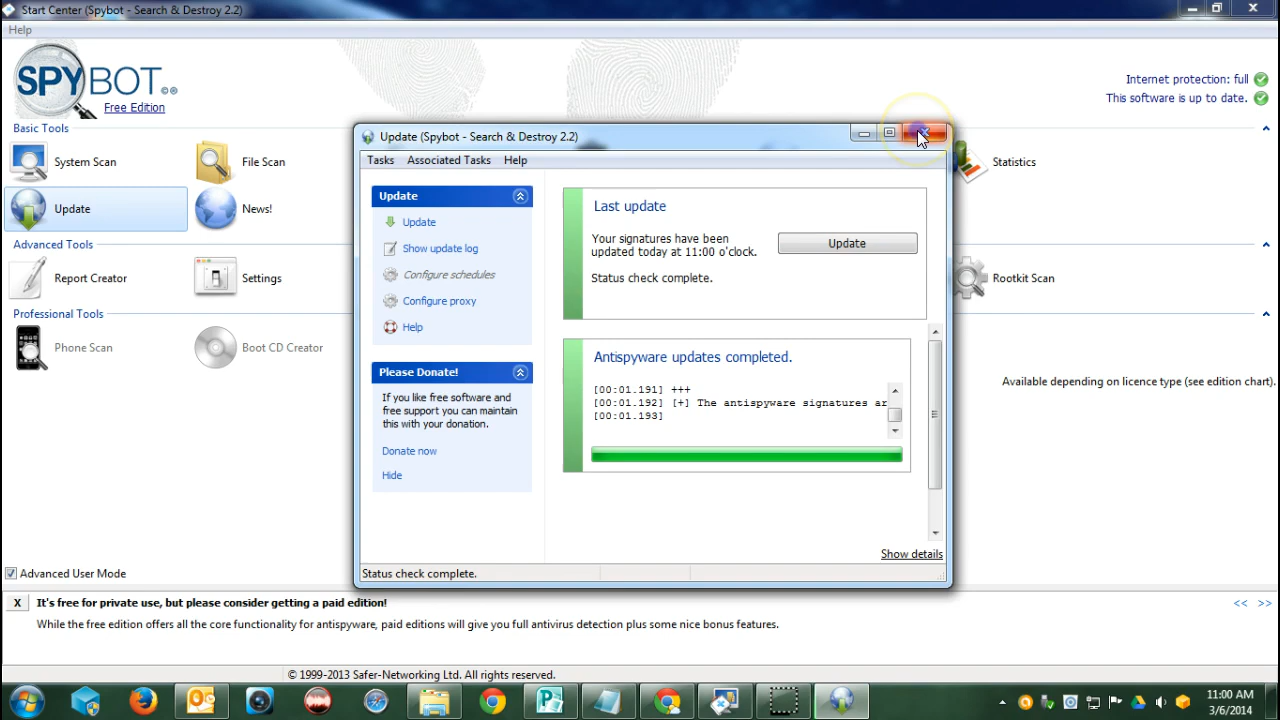 Start Center (Spybot - Search & Destroy 2.2)
Help
SPYBOT
Free Edition
Internet protection: full
This software is up to date.
Basic Tools
System Scan
File Scan
Statistics
Update
News!
Advanced Tools
Report Creator
Settings
Rootkit Scan
Professional Tools
Phone Scan
Boot CD Creator
Available depending on licence type (see edition chart).
Update (Spybot - Search & Destroy 2.2)
Tasks Associated Tasks Help
Update
Update
Show update log
Configure schedules
Configure proxy
Help
Please Donate!
If you like free software and
free support you can maintain
this with your donation.
Donate now
Hide
Last update
Your signatures have been
updated today at 11:00 o'clock.
Update
Status check complete.
Antispyware updates completed.
[00:01.191] +++
[00:01.192] [+] The antispyware signatures ar
[00:01.193]
Show details
Status check complete.
Advanced User Mode
X It's free for private use, but please consider getting a paid edition! << >>
While the free edition offers all the core functionality for antispyware, paid editions will give you full antivirus detection plus some nice bonus features.
© 1999-2013 Safer-Networking Ltd. All rights reserved.
11:00 AM
3/6/2014